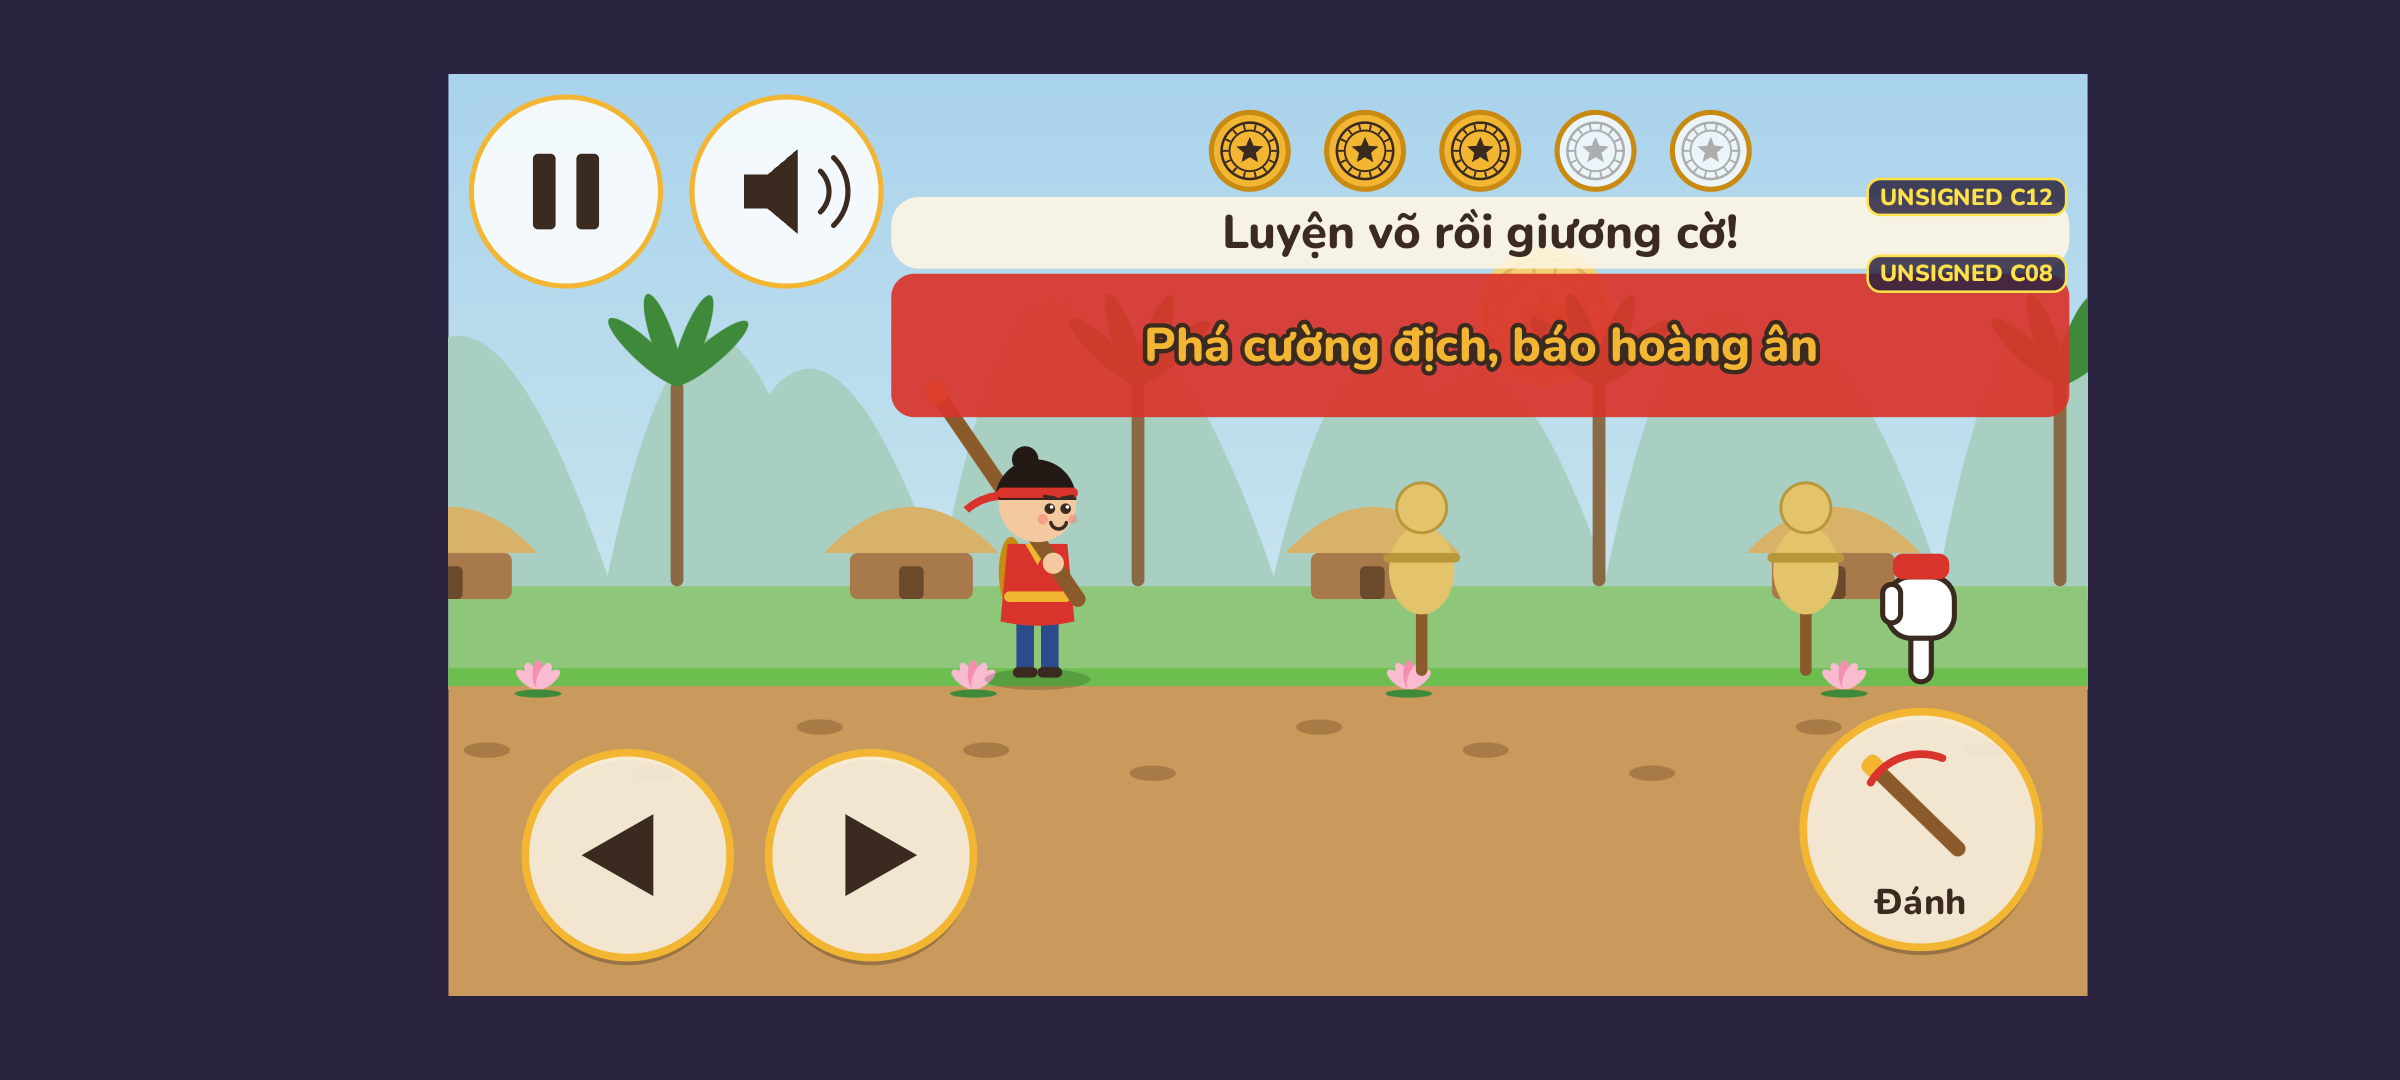 UNSIGNED C12
Luyện võ rồi giương cờ!
UNSIGNED C08
Phá cường địch, báo hoàng ân
Đánh